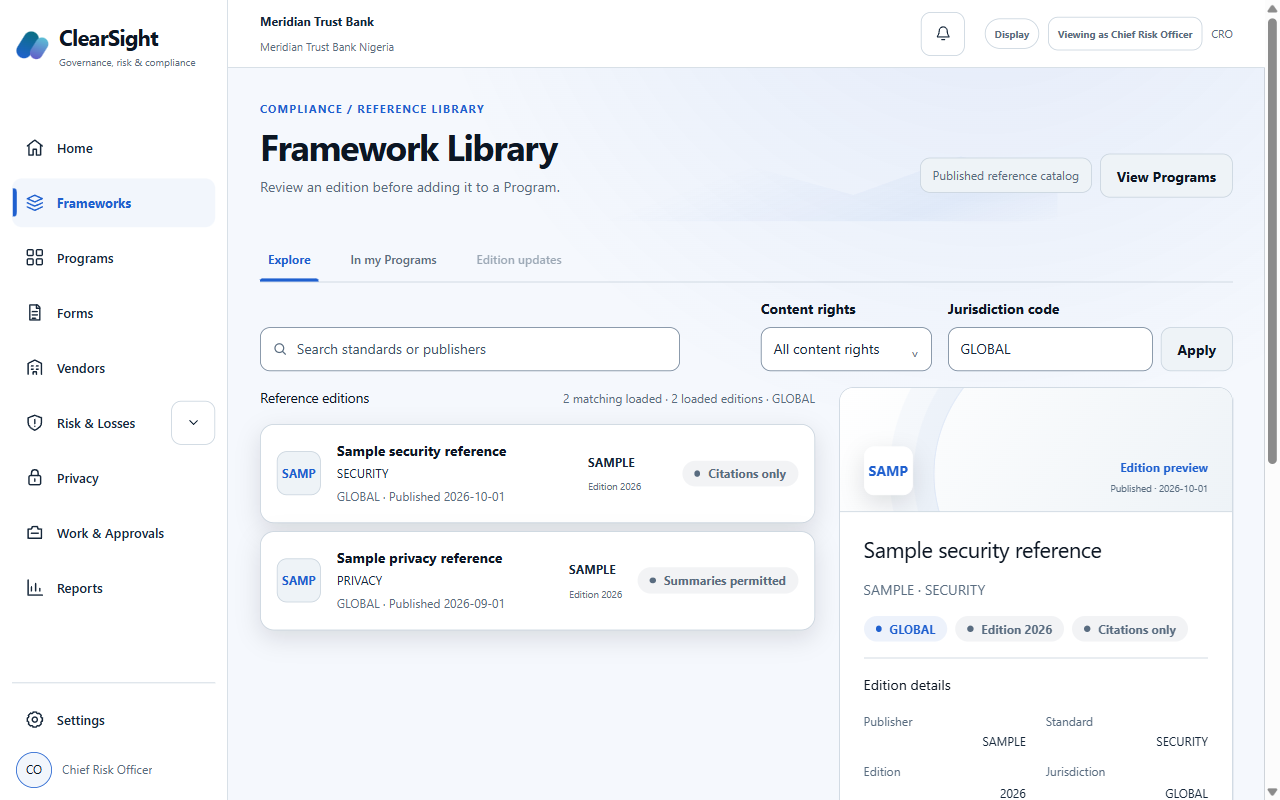 ClearSight
Governance, risk & compliance
Home
Frameworks
Programs
Forms
Vendors
Risk & Losses
Privacy
Work & Approvals
Reports
Settings
CO
Chief Risk Officer
Meridian Trust Bank
Meridian Trust Bank Nigeria
Display
Viewing as Chief Risk Officer
CRO
COMPLIANCE / REFERENCE LIBRARY
Framework Library
Review an edition before adding it to a Program.
Published reference catalog
View Programs
Explore
In my Programs
Edition updates
Search standards or publishers
Content rights
All content rights
Jurisdiction code
GLOBAL
Apply
Reference editions
2 matching loaded · 2 loaded editions · GLOBAL
SAMP
Sample security reference
SECURITY
GLOBAL · Published 2026-10-01
SAMPLE
Edition 2026
Citations only
SAMP
Sample privacy reference
PRIVACY
GLOBAL · Published 2026-09-01
SAMPLE
Edition 2026
Summaries permitted
SAMP
Edition preview
Published · 2026-10-01
Sample security reference
SAMPLE · SECURITY
GLOBAL
Edition 2026
Citations only
Edition details
Publisher
SAMPLE
Standard
SECURITY
Edition
2026
Jurisdiction
GLOBAL